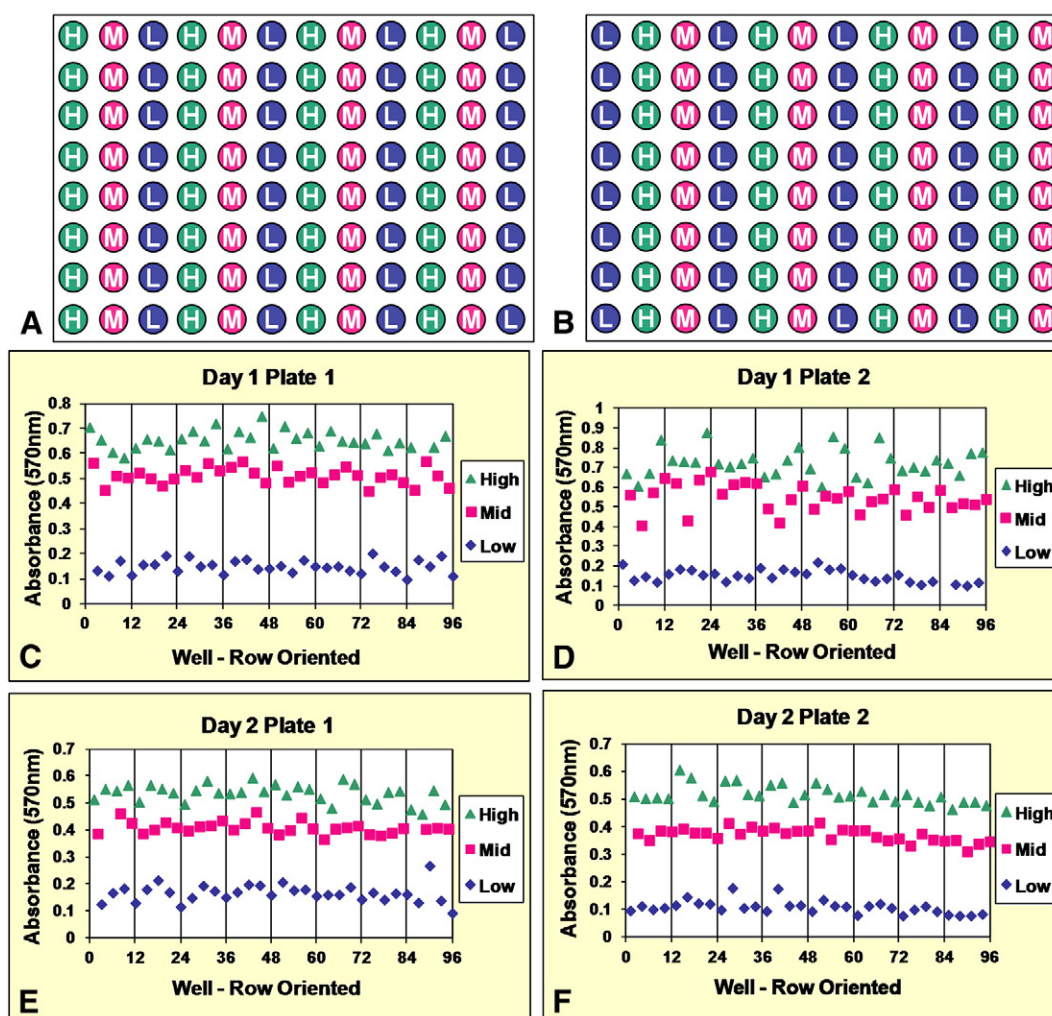 H M L H M L H M L H M L
H M L H M L H M L H M L
H M L H M L H M L H M L
H M L H M L H M L H M L
H M L H M L H M L H M L
H M L H M L H M L H M L
H M L H M L H M L H M L
H M L H M L H M L H M L
A
L H M L H M L H M L H M
L H M L H M L H M L H M
L H M L H M L H M L H M
L H M L H M L H M L H M
L H M L H M L H M L H M
L H M L H M L H M L H M
L H M L H M L H M L H M
L H M L H M L H M L H M
B
Day 1 Plate 1
Absorbance (570nm)
0.8
0.7
0.6
0.5
0.4
0.3
0.2
0.1
0
0 12 24 36 48 60 72 84 96
Well - Row Oriented
High
Mid
Low
C
Day 1 Plate 2
Absorbance (570nm)
1
0.9
0.8
0.7
0.6
0.5
0.4
0.3
0.2
0.1
0
0 12 24 36 48 60 72 84 96
Well - Row Oriented
High
Mid
Low
D
Day 2 Plate 1
Absorbance (570nm)
0.7
0.6
0.5
0.4
0.3
0.2
0.1
0
0 12 24 36 48 60 72 84 96
Well - Row Oriented
High
Mid
Low
E
Day 2 Plate 2
Absorbance (570nm)
0.7
0.6
0.5
0.4
0.3
0.2
0.1
0
0 12 24 36 48 60 72 84 96
Well - Row Oriented
High
Mid
Low
F